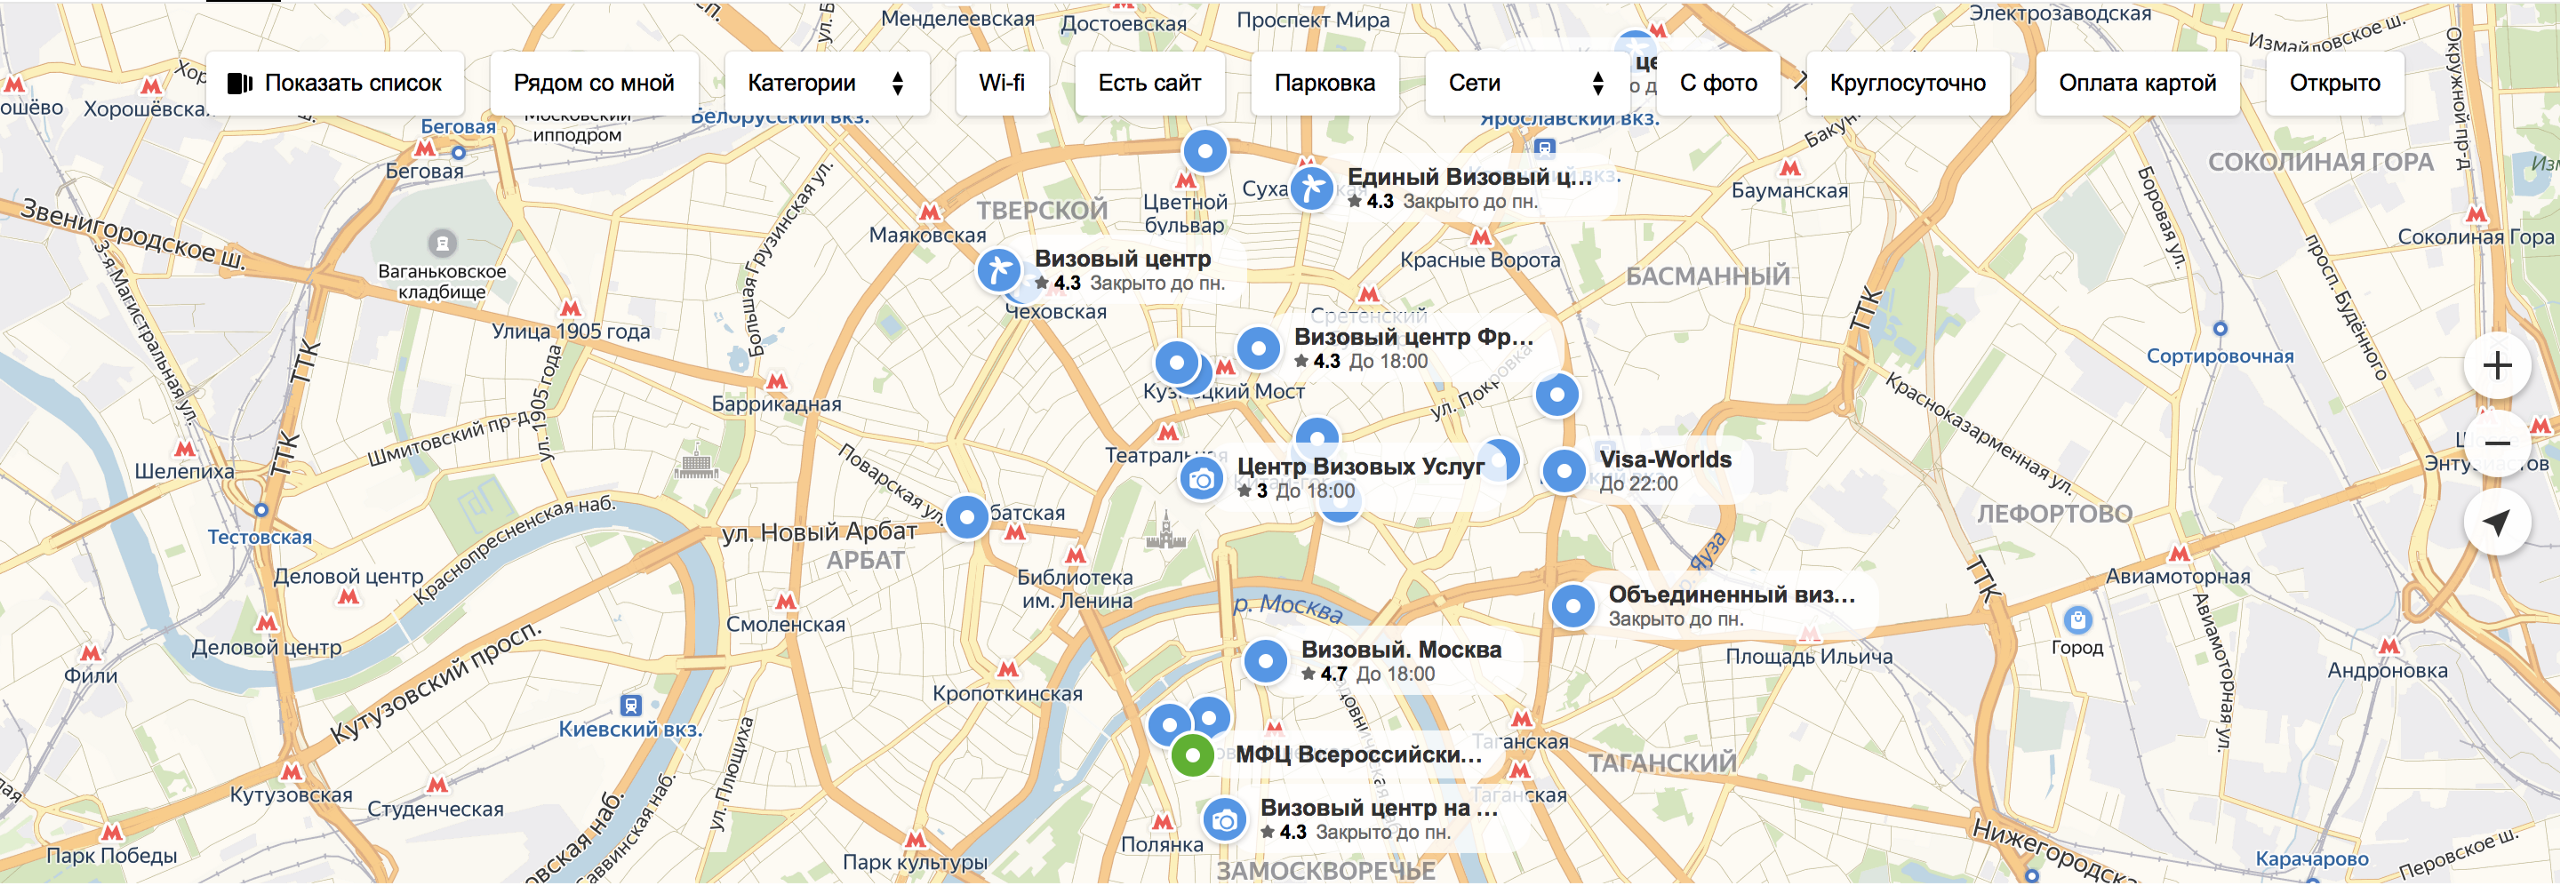 Менделеевская
Достоевская
Проспект Мира
Электрозаводская
Измайловское ш.
Окружной пр-д
Показать список
Рядом со мной
Категории
Wi-fi
Есть сайт
Парковка
Сети
С фото
Круглосуточно
Оплата картой
Открыто
Хорошёвска
Беговая
Московский
ипподром
Белорусский вкз.
Ярославский вкз.
Беговая
Бауманская
СОКОЛИНАЯ ГОРА
Боровая ул.
Единый Визовый ц...
4.3 Закрыто до пн.
Цветной
бульвар
ТВЕРСКОЙ
Маяковская
Большая Грузинская ул.
Звенигородское ш.
3-я Магистральная ул.
Ваганьковское
кладбище
Визовый центр
4.3 Закрыто до пн.
Чеховская
Красные Ворота
БАСМАННЫЙ
Соколиная Гора
просп. Будённого
ТТК
Улица 1905 года
ул. 1905 года
ТТК
Сретенский
Визовый центр Фр...
4.3 До 18:00
Кузнецкий Мост
ул. Покровка
Сортировочная
Красноказарменная ул.
Баррикадная
Шмитовский пр-д
ТТК
Шелепиха
Поварская ул.
Театральная
Центр Визовых Услуг
3 До 18:00
Visa-Worlds
До 22:00
ЛЕФОРТОВО
Тестовская
Краснопресненская наб.
ул. Новый Арбат
АРБАТ
батская
р. Яуза
ТТК
Авиамоторная
Деловой центр
Библиотека
им. Ленина
р. Москва
Объединенный виз...
Закрыто до пн.
Смоленская
Город
Авиамоторная ул.
Деловой центр
Фили
Кутузовский просп.
Визовый. Москва
4.7 До 18:00
Площадь Ильича
Андроновка
Кропоткинская
Киевский вкз.
ул. Плющиха
Таганская
МФЦ Всероссийски...
ТАГАНСКИЙ
Кутузовская
Студенческая
Таганская
Визовый центр на ...
4.3 Закрыто до пн.
Саввинская наб.
Парк Победы
Парк культуры
Полянка
ЗАМОСКВОРЕЧЬЕ
Нижегородска
Карачарово
Перовское ш.